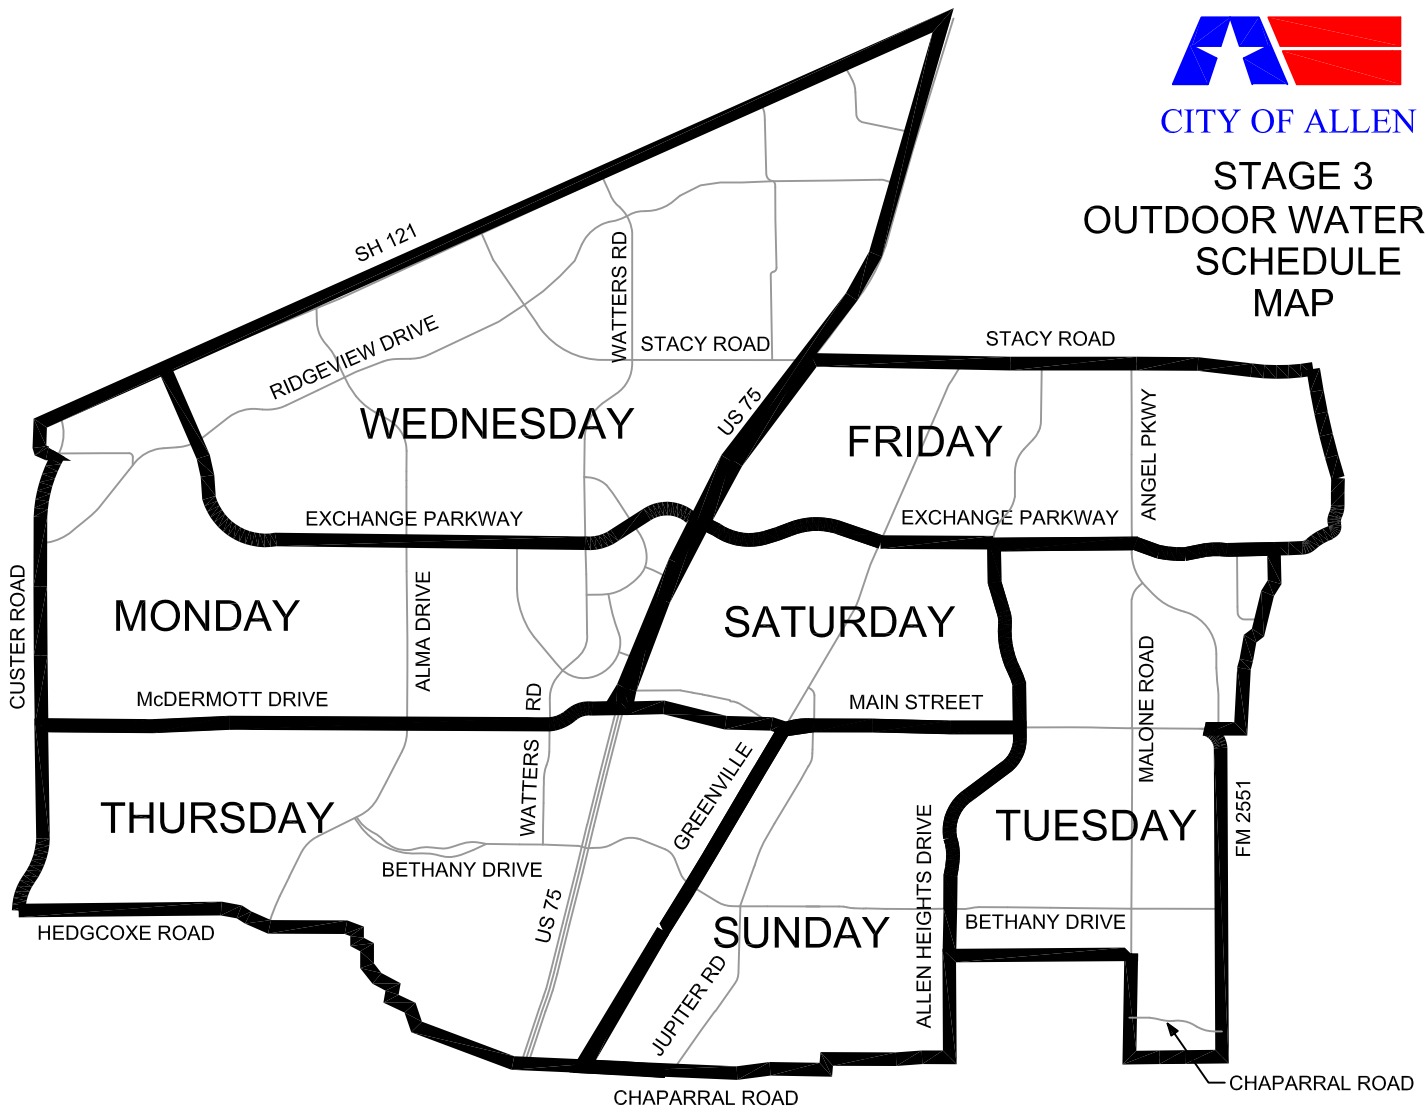 CITY OF ALLEN
STAGE 3
OUTDOOR WATER
SCHEDULE
MAP
SH 121
WATTERS RD
RIDGEVIEW DRIVE
STACY ROAD
STACY ROAD
US 75
WEDNESDAY
FRIDAY
ANGEL PKWY
EXCHANGE PARKWAY
EXCHANGE PARKWAY
CUSTER ROAD
MONDAY
ALMA DRIVE
SATURDAY
MALONE ROAD
McDERMOTT DRIVE
RD
MAIN STREET
WATTERS
GREENVILLE
THURSDAY
TUESDAY
FM 2551
BETHANY DRIVE
ALLEN HEIGHTS DRIVE
US 75
HEDGCOXE ROAD
SUNDAY
BETHANY DRIVE
JUPITER RD
CHAPARRAL ROAD
CHAPARRAL ROAD